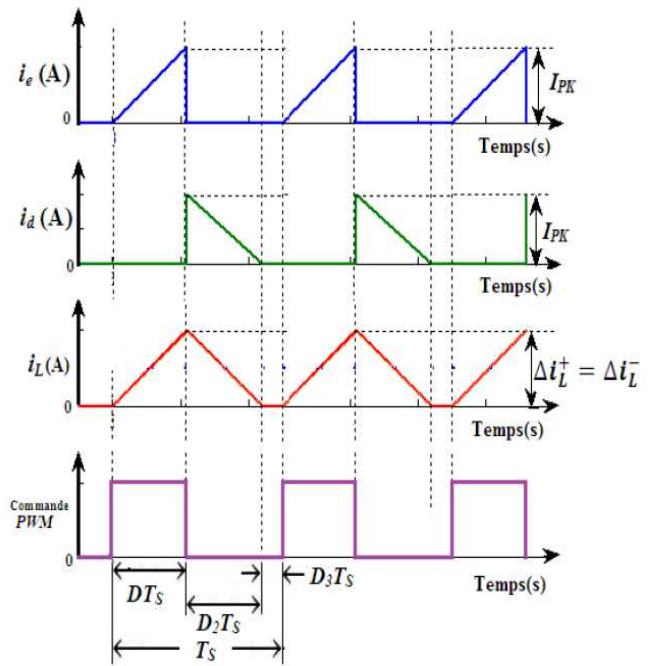 i_e (A)
I_PK
0
Temps(s)
i_d (A)
I_PK
0
Temps(s)
i_L(A)
Δi_L^+ = Δi_L^-
0
Temps(s)
Commande
PWM
0
Temps(s)
DT_S
D_3T_S
D_2T_S
T_S